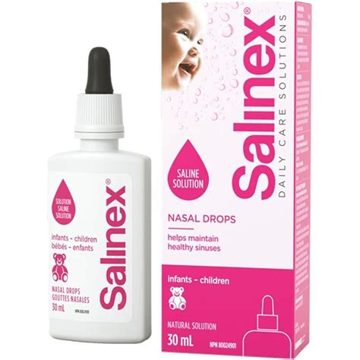 SOLUTION
SALINE
SOLUTION
Salinex®
infants - children
bébés - enfants
NASAL DROPS
GOUTTES NASALES
30 mL
Salinex®
DAILY CARE SOLUTIONS
SALINE
SOLUTION
NASAL DROPS
helps maintain
healthy sinuses
infants - children
NATURAL SOLUTION
30 mL